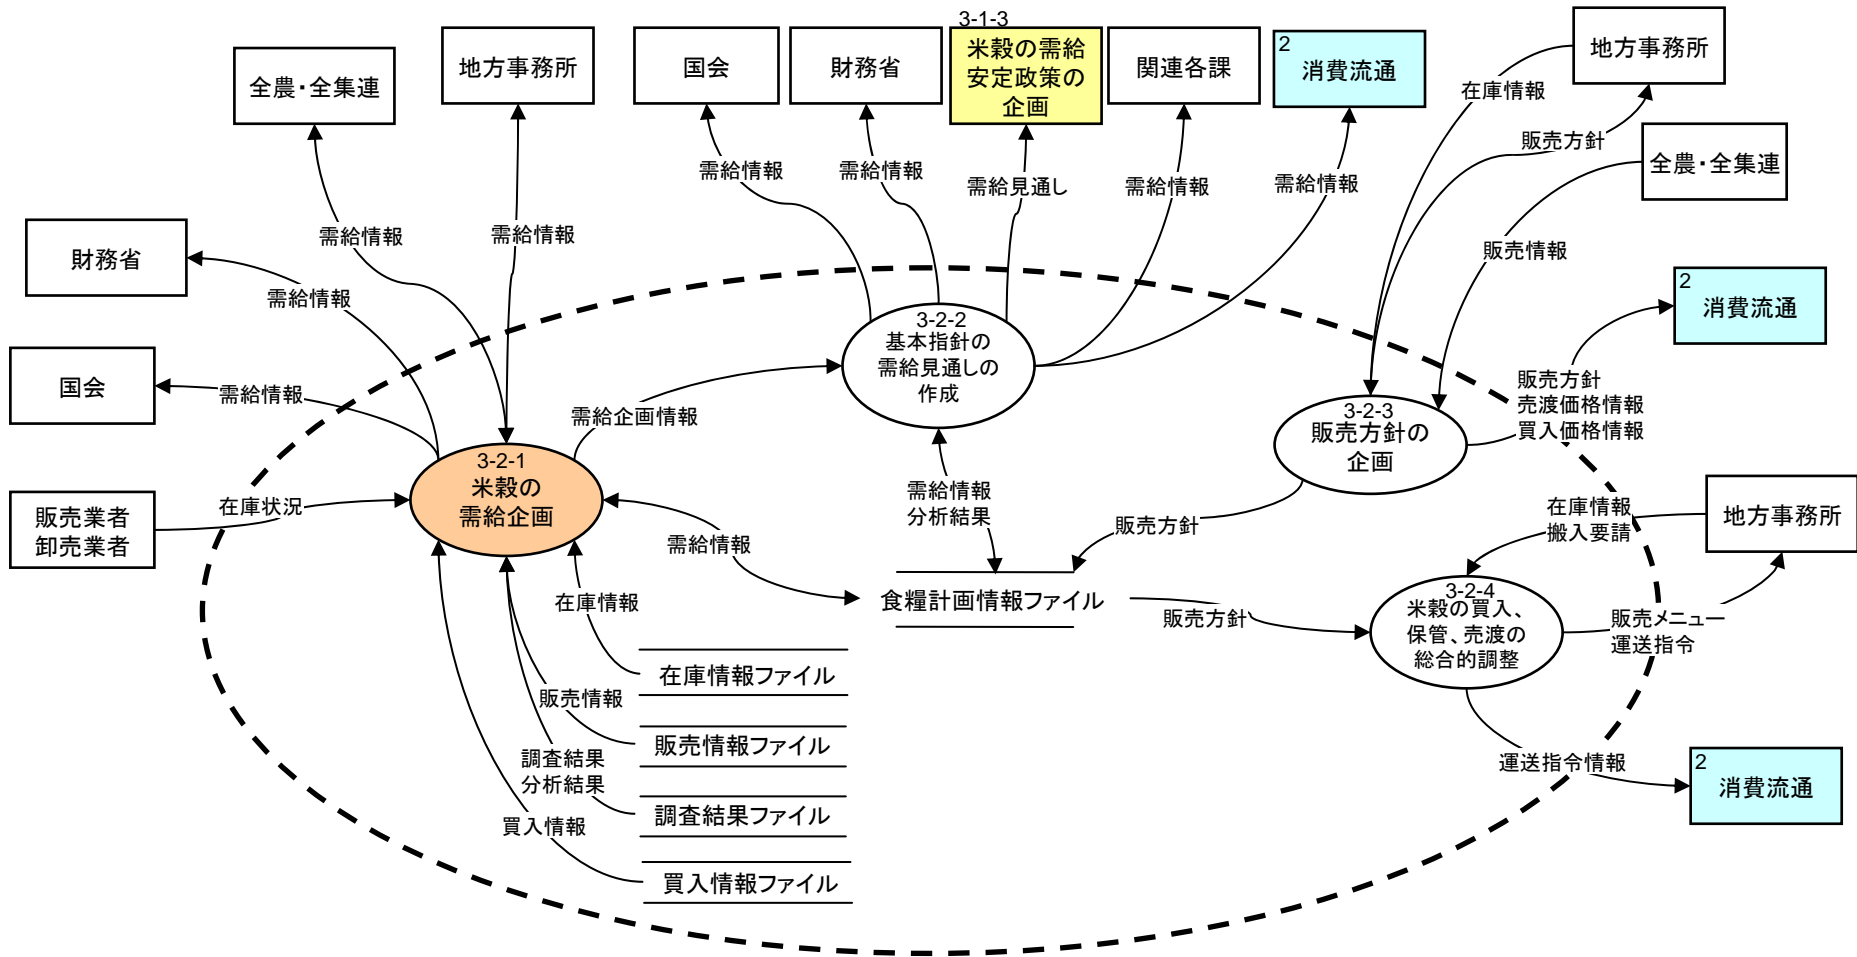 3-1-3
全農・全集連
地方事務所
国会
財務省
米穀の需給
安定政策の
企画
関連各課
2
消費流通
地方事務所
在庫情報
販売方針
全農・全集連
需給情報
需給情報
需給見通し
需給情報
需給情報
需給情報
需給情報
販売情報
財務省
需給情報
2
消費流通
国会
需給情報
3-2-2
基本指針の
需給見通しの
作成
需給企画情報
販売方針
売渡価格情報
買入価格情報
3-2-3
販売方針の
企画
3-2-1
米穀の
需給企画
販売業者
卸売業者
在庫状況
需給情報
分析結果
販売方針
在庫情報
搬入要請
地方事務所
需給情報
食糧計画情報ファイル
販売方針
3-2-4
米穀の買入、
保管、売渡の
総合的調整
販売メニュー
運送指令
在庫情報
在庫情報ファイル
販売情報
販売情報ファイル
調査結果
分析結果
調査結果ファイル
買入情報
買入情報ファイル
運送指令情報
2
消費流通